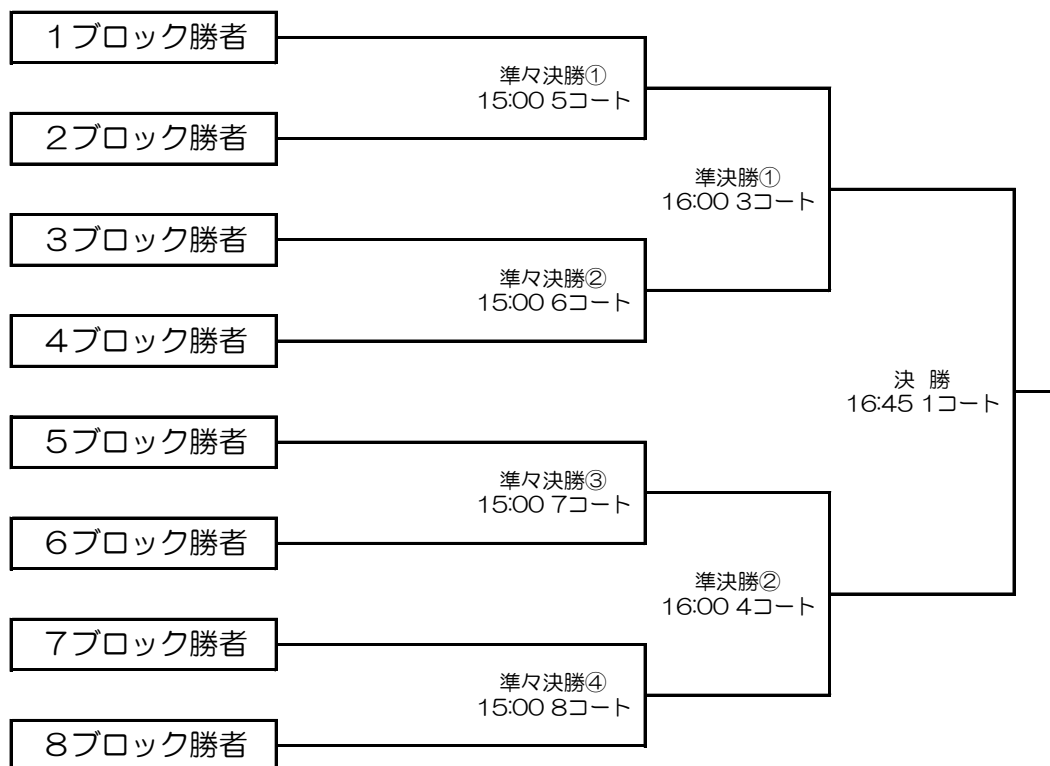 １ブロック勝者
準々決勝①
15:00 5コート
２ブロック勝者
準決勝①
16:00 3コート
３ブロック勝者
準々決勝②
15:00 6コート
４ブロック勝者
決 勝
16:45 1コート
５ブロック勝者
準々決勝③
15:00 7コート
６ブロック勝者
準決勝②
16:00 4コート
７ブロック勝者
準々決勝④
15:00 8コート
８ブロック勝者